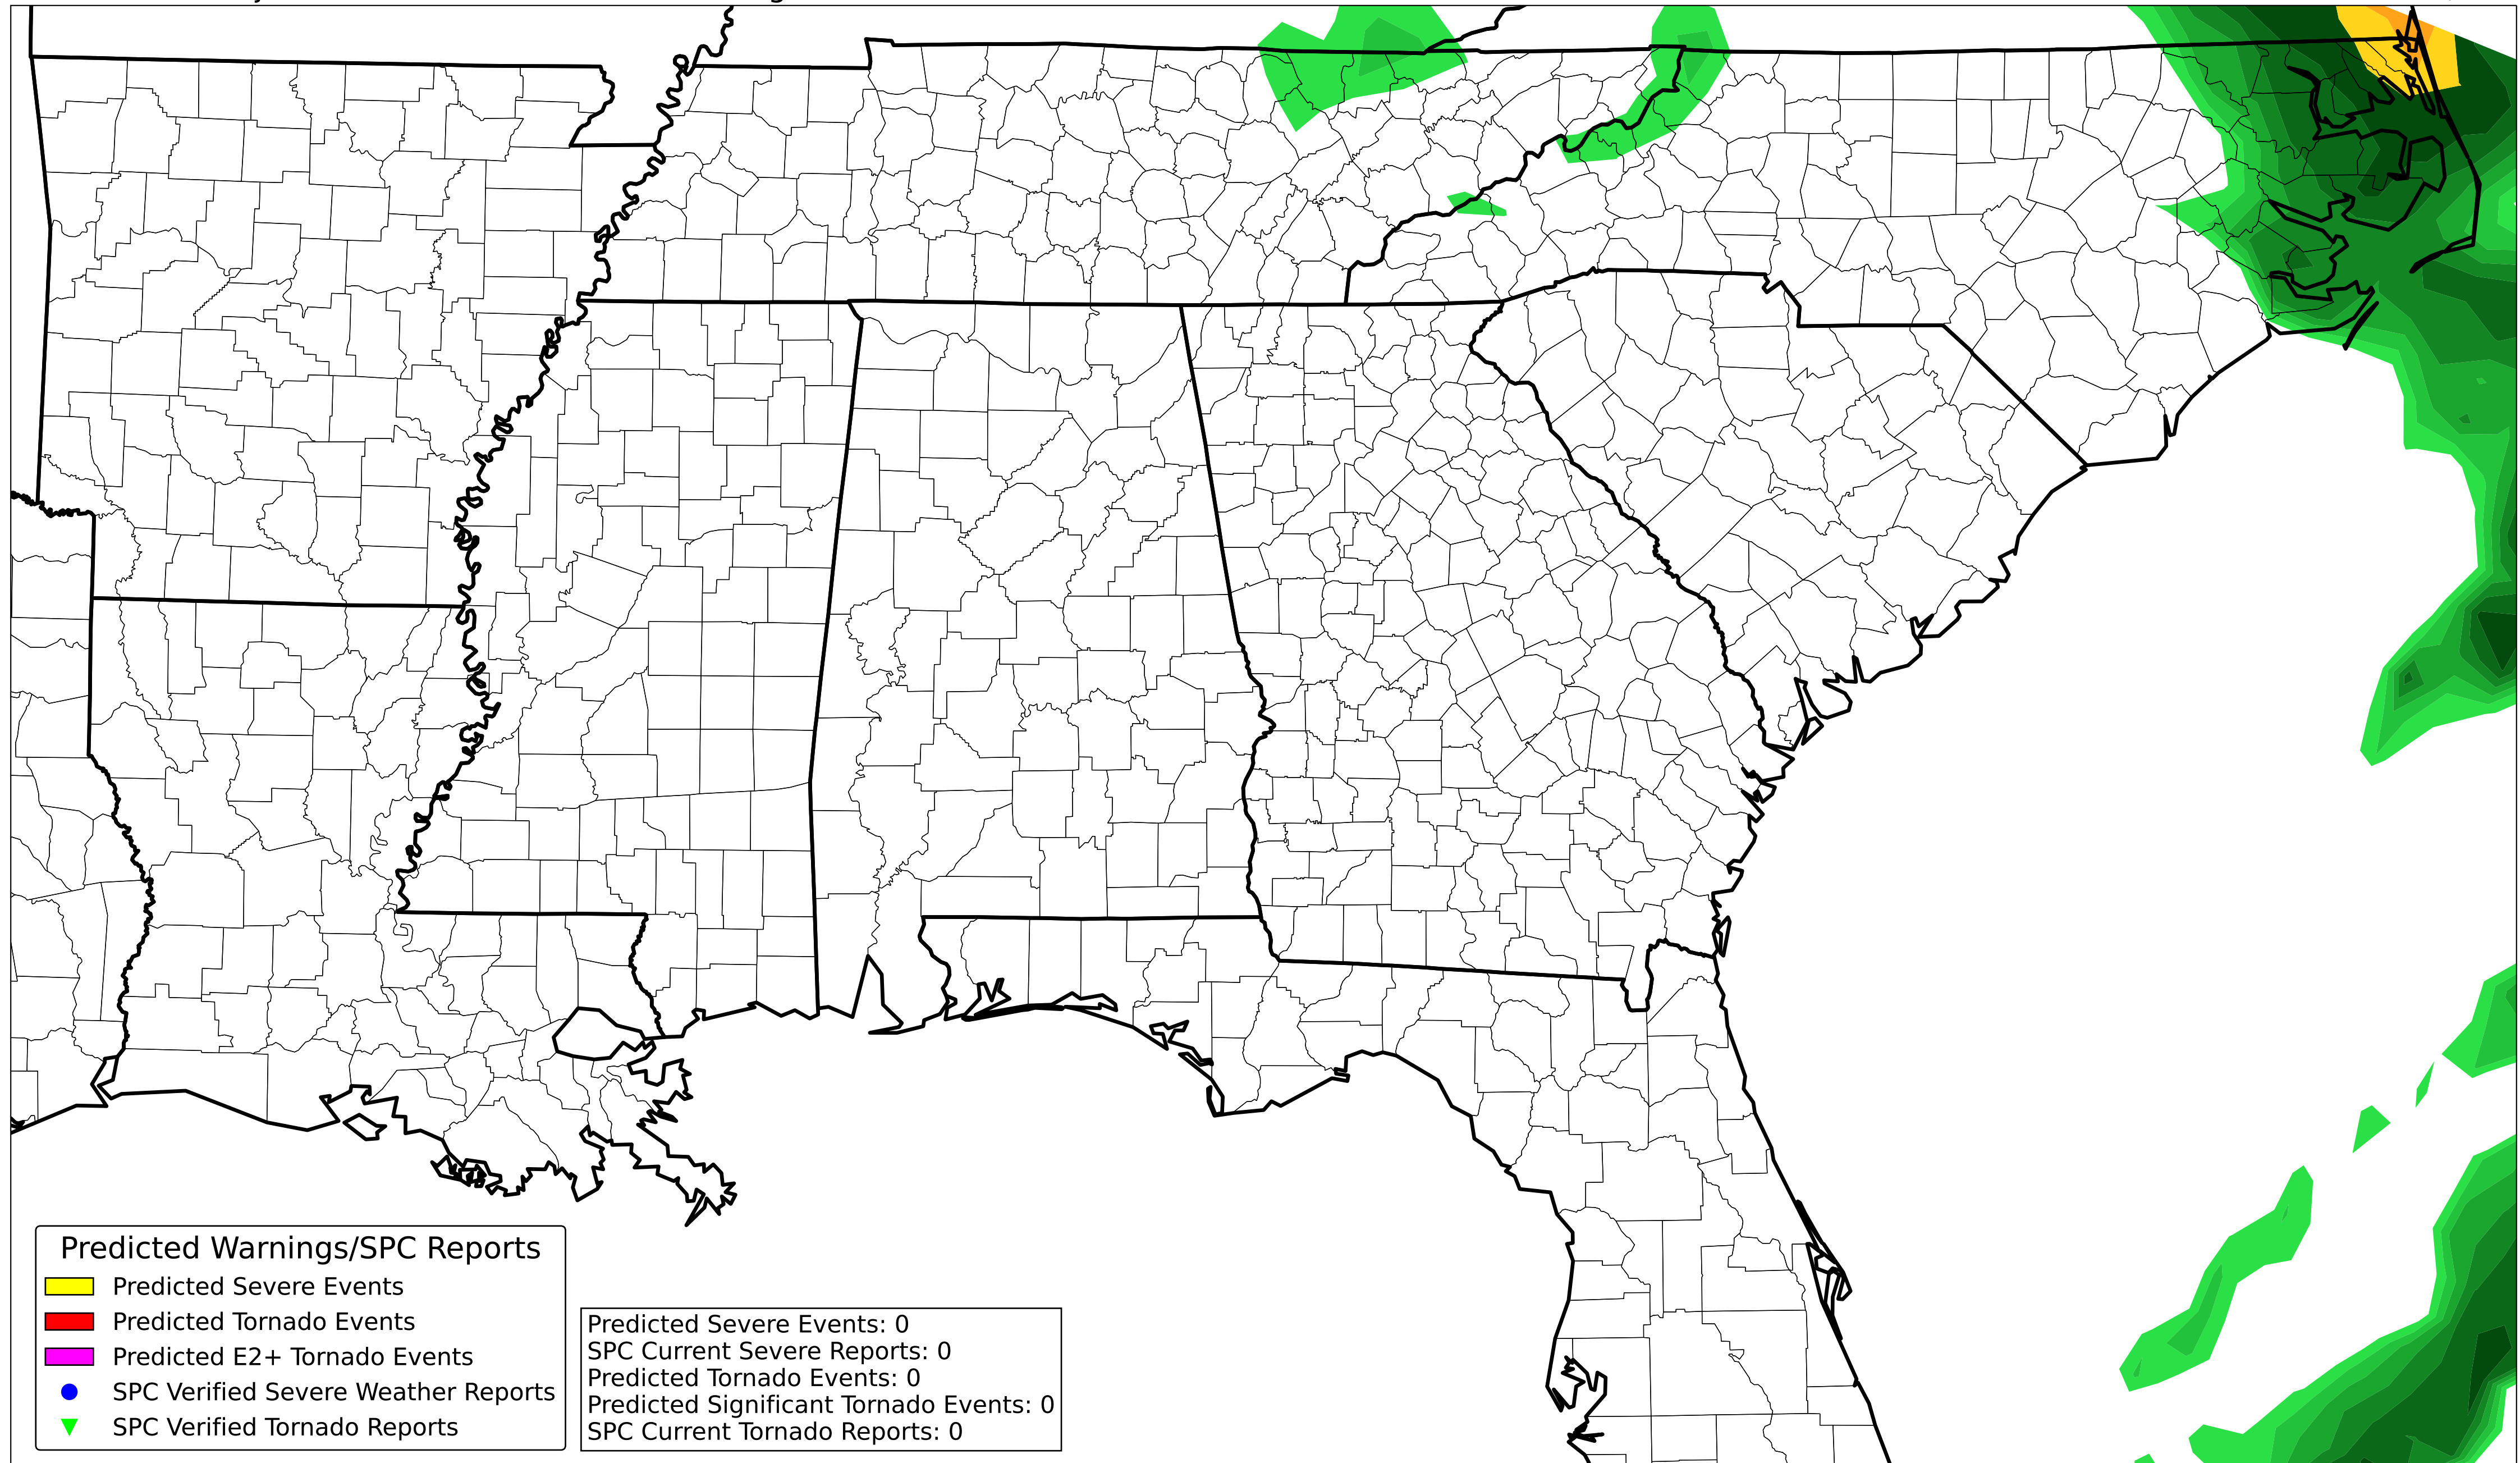 Predicted Warnings/SPC Reports
Predicted Severe Events
Predicted Tornado Events
Predicted E2+ Tornado Events
SPC Verified Severe Weather Reports
SPC Verified Tornado Reports
Predicted Severe Events: 0
SPC Current Severe Reports: 0
Predicted Tornado Events: 0
Predicted Significant Tornado Events: 0
SPC Current Tornado Reports: 0